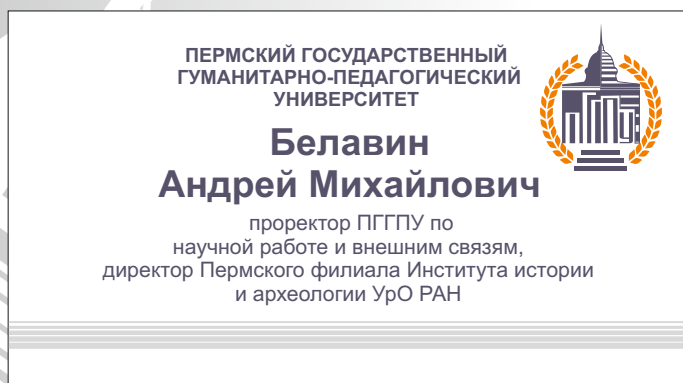 ПЕРМСКИЙ ГОСУДАРСТВЕННЫЙ
ГУМАНИТАРНО-ПЕДАГОГИЧЕСКИЙ
УНИВЕРСИТЕТ
Белавин
Андрей Михайлович
проректор ПГГПУ по
научной работе и внешним связям,
директор Пермского филиала Института истории
и археологии УрО РАН